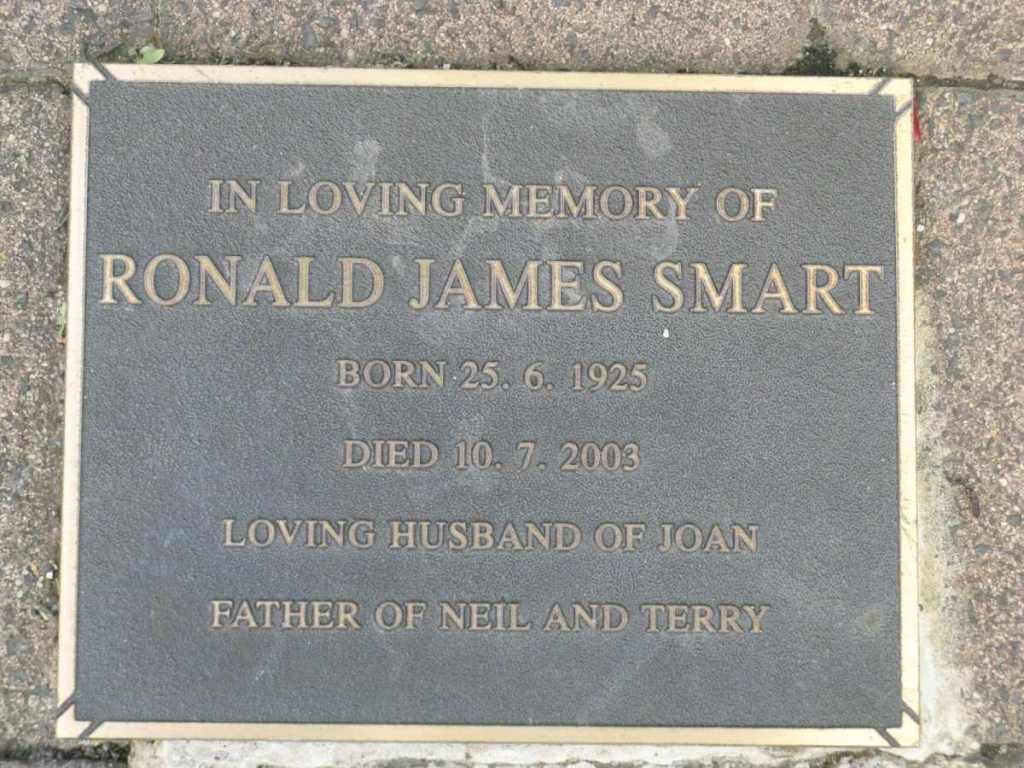 IN LOVING MEMORY OF
RONALD JAMES SMART
BORN 25. 6. 1925
DIED 10. 7. 2003
LOVING HUSBAND OF JOAN
FATHER OF NEIL AND TERRY